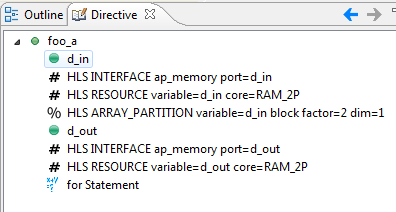 Outline Directive
foo_a
d_in
# HLS INTERFACE ap_memory port=d_in
# HLS RESOURCE variable=d_in core=RAM_2P
% HLS ARRAY_PARTITION variable=d_in block factor=2 dim=1
d_out
# HLS INTERFACE ap_memory port=d_out
# HLS RESOURCE variable=d_out core=RAM_2P
for Statement